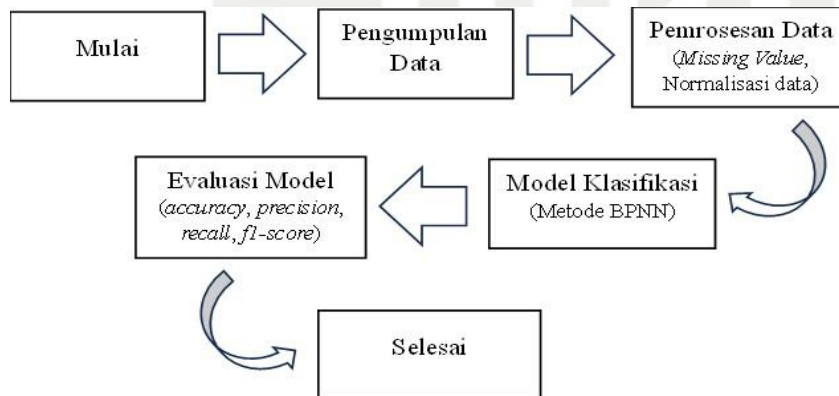 Mulai
Pengumpulan
Data
Pemrosesan Data
(Missing Value,
Normalisasi data)
Model Klasifikasi
(Metode BPNN)
Evaluasi Model
(accuracy, precision,
recall, f1-score)
Selesai